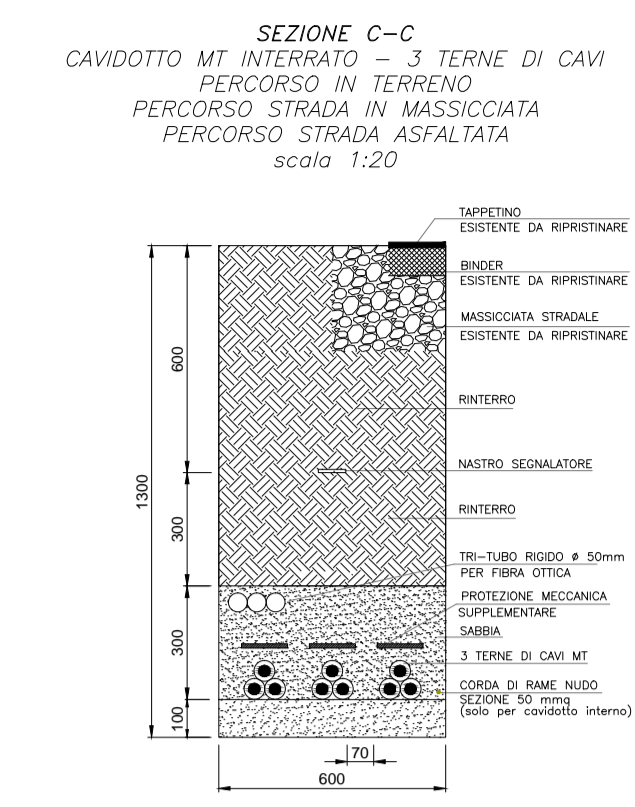 SEZIONE C-C
CAVIDOTTO MT INTERRATO - 3 TERNE DI CAVI
PERCORSO IN TERRENO
PERCORSO STRADA IN MASSICCIATA
PERCORSO STRADA ASFALTATA
scala 1:20
TAPPETINO
ESISTENTE DA RIPRISTINARE
BINDER
ESISTENTE DA RIPRISTINARE
MASSICCIATA STRADALE
ESISTENTE DA RIPRISTINARE
600
RINTERRO
NASTRO SEGNALATORE
1300
300
RINTERRO
TRI-TUBO RIGIDO ø 50mm
PER FIBRA OTTICA
PROTEZIONE MECCANICA
SUPPLEMENTARE
300
SABBIA
3 TERNE DI CAVI MT
CORDA DI RAME NUDO
SEZIONE 50 mmq
(solo per cavidotto interno)
100
70
600